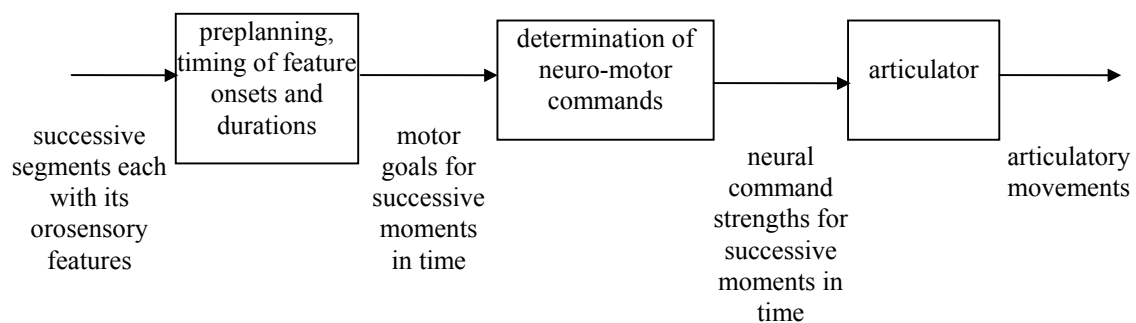 preplanning,
timing of feature
onsets and
durations
determination of
neuro-motor
commands
articulator
successive
segments each
with its
orosensory
features
motor
goals for
successive
moments
in time
neural
command
strengths for
successive
moments in
time
articulatory
movements